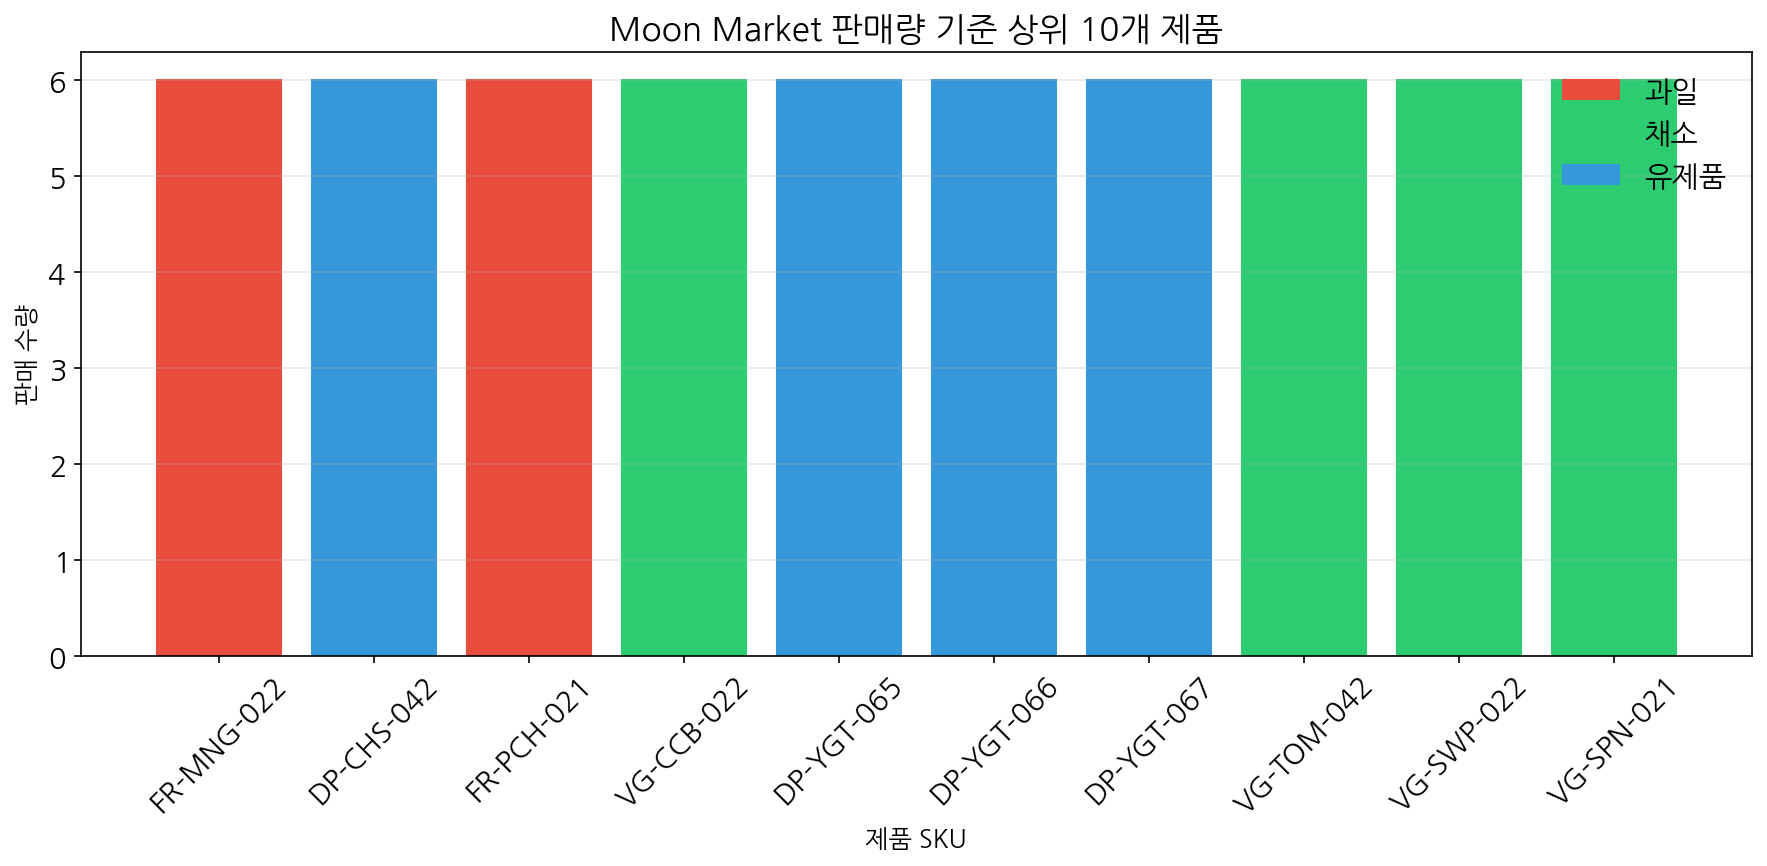 Moon Market 판매량 기준 상위 10개 제품
과일
채소
유제품
판매 수량
6
5
4
3
2
1
0
FR-MNG-022
DP-CHS-042
FR-PCH-021
VG-CCB-022
DP-YGT-065
DP-YGT-066
DP-YGT-067
VG-TOM-042
VG-SWP-022
VG-SPN-021
제품 SKU